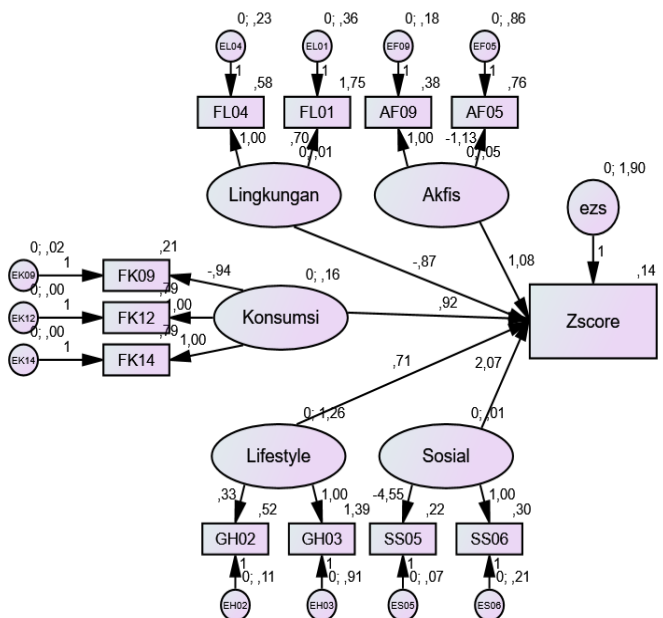 0; ,23
0; ,36
0; ,18
0; ,86
EL04
EL01
EF09
EF05
1
1
1
1
,58
1,75
,38
,76
FL04
FL01
AF09
AF05
1,00
,70
1,00
-1,13
0; ,01
0; ,05
Lingkungan
Akfis
0; 1,90
ezs
1
-,87
1,08
,14
Zscore
0; ,02
,21
EK09
1
FK09
-,94
0; ,16
0; ,00
,79
EK12
1
FK12
1,00
Konsumsi
,92
0; ,00
,79
EK14
1
FK14
1,00
,71
2,07
0; 1,26
0; ,01
Lifestyle
Sosial
,33
1,00
-4,55
1,00
,52
1,39
,22
,30
GH02
GH03
SS05
SS06
1
1
1
1
0; ,11
0; ,91
0; ,07
0; ,21
EH02
EH03
ES05
ES06